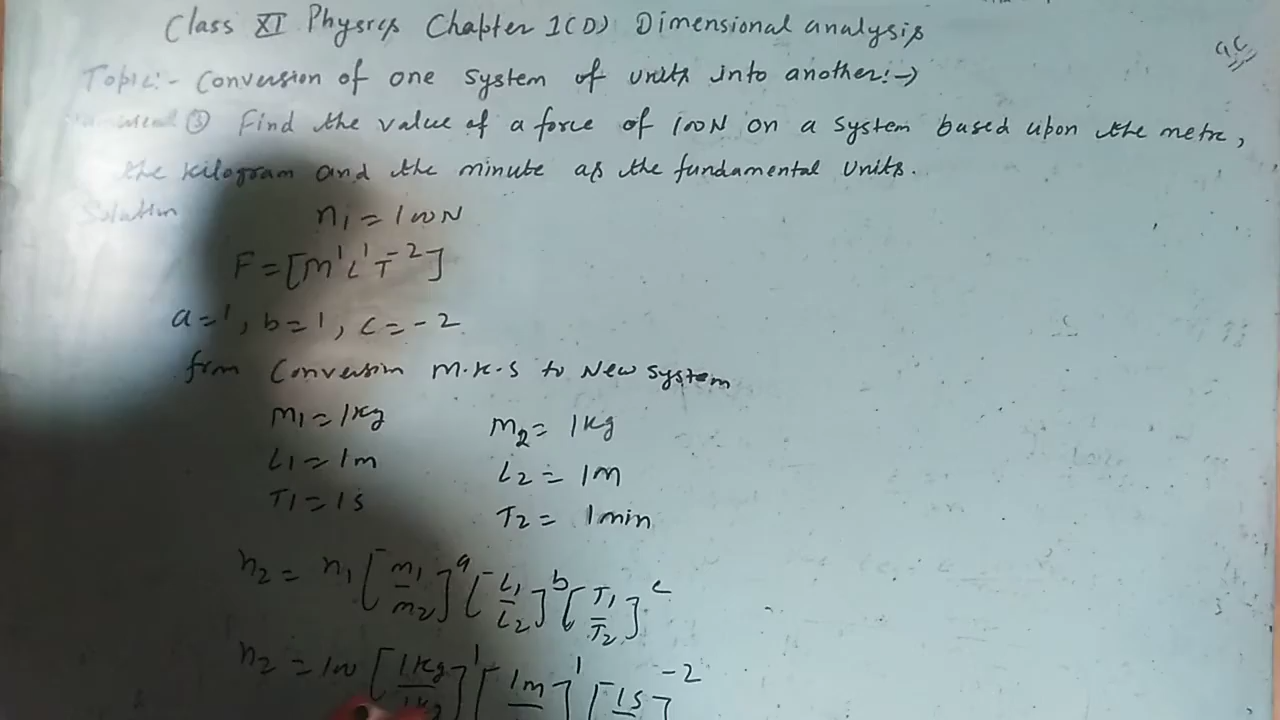 Class XI Physics Chapter 1(D) Dimensional analysis
Topic:- Conversion of one system of units into another:→
③ Find the value of a force of 100N on a system based upon the metre,
the kilogram and the minute as the fundamental units.
Solution n₁ = 100N
F = [M¹L¹T⁻²]
a=1, b=1, c=-2
from Conversion M.K.S to New system
M₁ = 1kg M₂ = 1kg
L₁ = 1m L₂ = 1m
T₁ = 1s T₂ = 1min
n₂ = n₁ [M₁/M₂]ᵃ [L₁/L₂]ᵇ [T₁/T₂]ᶜ
n₂ = 100 [1kg/1kg]¹ [1m]¹ [1s]⁻²